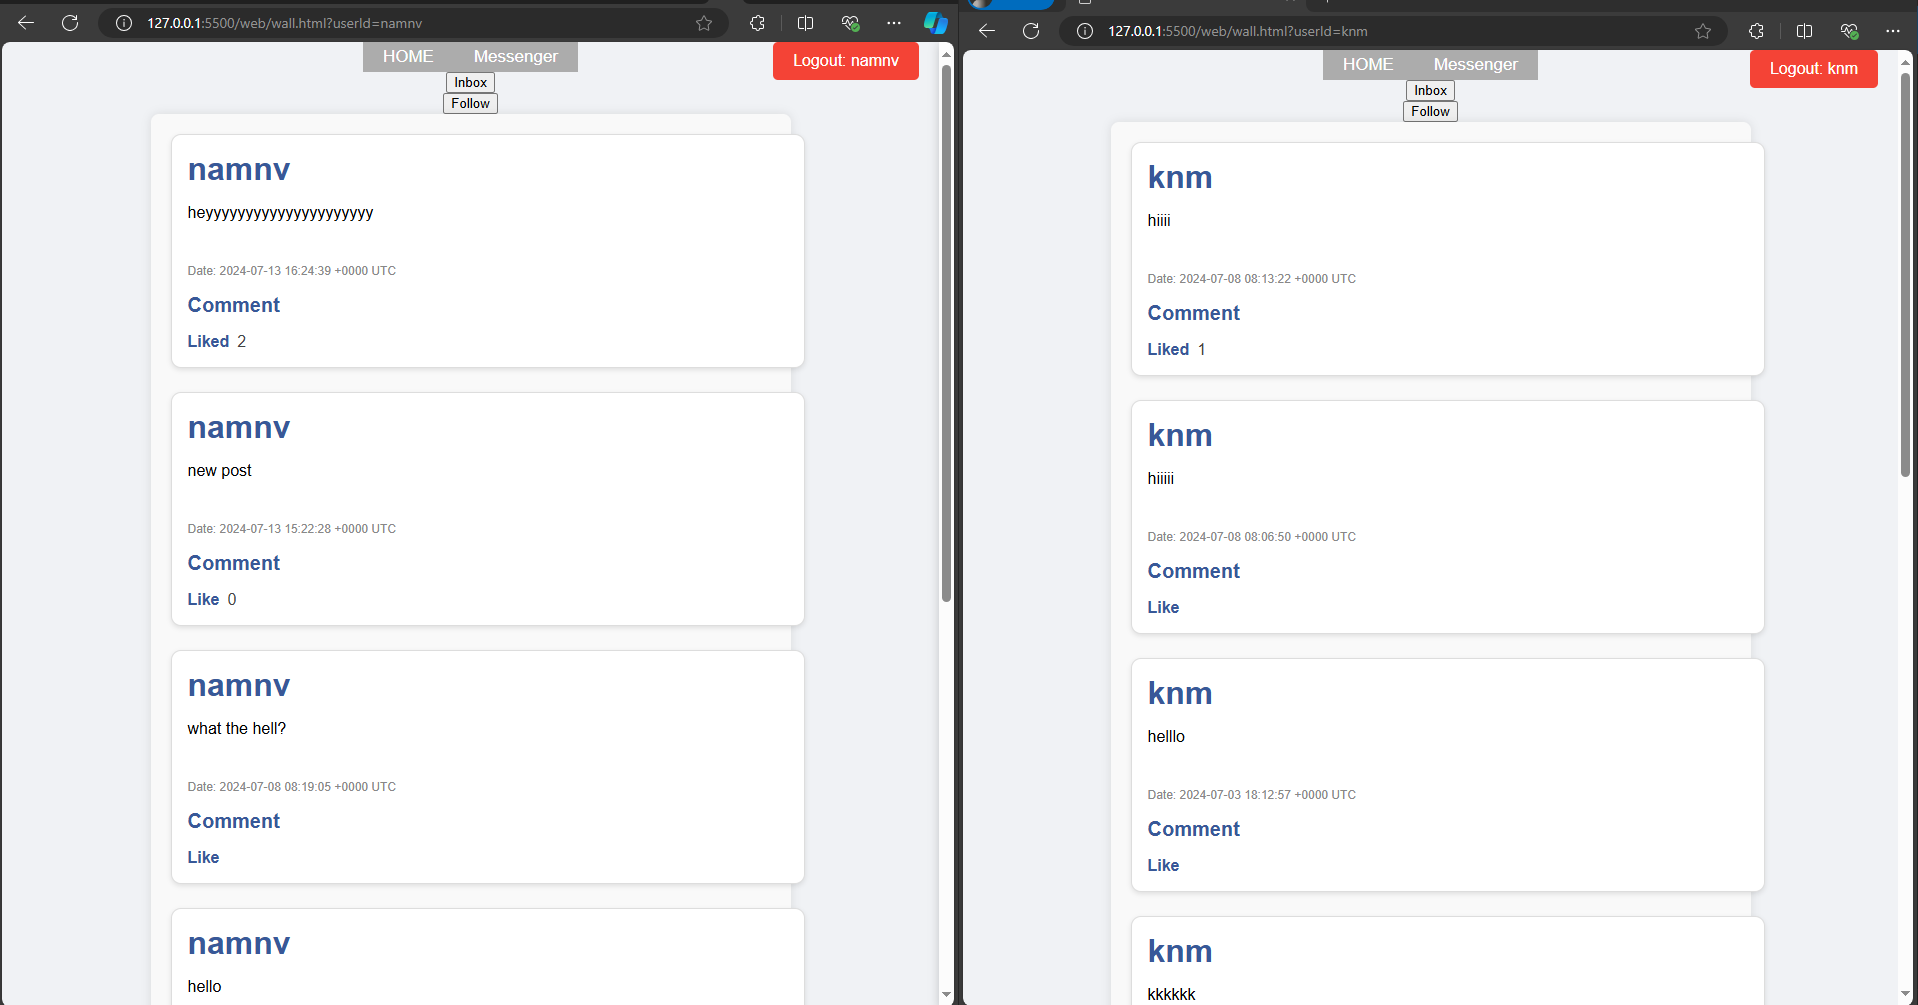 127.0.0.1:5500/web/wall.html?userId=namnv
HOME Messenger
Logout: namnv
Inbox
Follow
namnv
heyyyyyyyyyyyyyyyyyyyyy
Date: 2024-07-13 16:24:39 +0000 UTC
Comment
Liked 2
namnv
new post
Date: 2024-07-13 15:22:28 +0000 UTC
Comment
Like 0
namnv
what the hell?
Date: 2024-07-08 08:19:05 +0000 UTC
Comment
Like
namnv
hello
127.0.0.1:5500/web/wall.html?userId=knm
HOME Messenger
Logout: knm
Inbox
Follow
knm
hiiii
Date: 2024-07-08 08:13:22 +0000 UTC
Comment
Liked 1
knm
hiiiii
Date: 2024-07-08 08:06:50 +0000 UTC
Comment
Like
knm
helllo
Date: 2024-07-03 18:12:57 +0000 UTC
Comment
Like
knm
kkkkkk